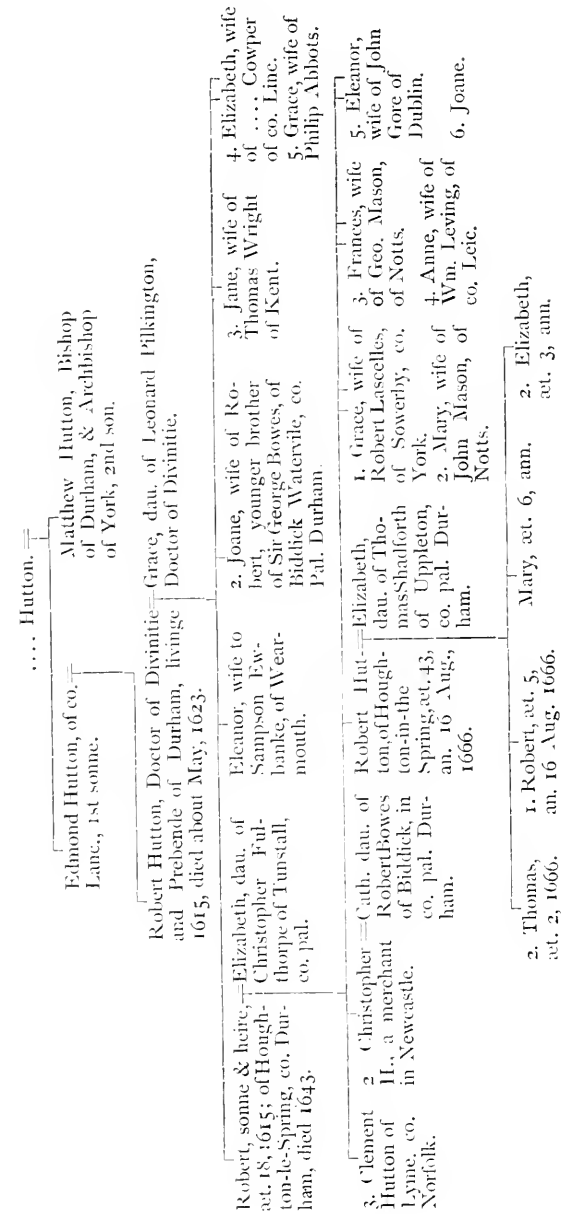 .... Hutton.
Edmond Hutton, of co.
Lanc., 1st sonne.
Matthew Hutton, Bishop
of Durham, & Archbishop
of York, 2nd son.
Robert Hutton, Doctor of Divinitie
and Prebende of Durham, livinge
1615, died about May, 1623.
Grace, dau. of Leonard Pilkington,
Doctor of Divinitie.
Robert, sonne & heire,
æt. 18, 1615; of Hough-
ton-le-Spring, co. Dur-
ham, died 1643.
Elizabeth, dau. of
Christopher Ful-
thorpe of Tunstall,
co. pal.
Eleanor, wife to
Sampson Ew-
banke, of Wear-
mouth.
2. Joane, wife of Ro-
bert, younger brother
of Sir George Bowes, of
Biddick Watervile, co.
Pal. Durham.
3. Jane, wife of
Thomas Wright
of Kent.
4. Elizabeth, wife
of .... Cowper
of co. Linc.
5. Grace, wife of
Philip Abbots.
3. Clement
Hutton of
Lyme, co.
Norfolk.
2 Christopher
H., a merchant
in Newcastle.
Cath. dau. of
Robert Bowes
of Biddick, in
co. pal. Dur-
ham.
Robert Hut-
ton, of Hough-
ton-in-the
Spring, æt. 43,
an. 16 Aug.,
1666.
Elizabeth,
dau. of Tho-
mas Shadforth
of Uppleton,
co. pal. Dur-
ham.
1. Grace, wife of
Robert Lascelles,
of Sowerby, co.
York.
2. Mary, wife of
John Mason, of
Notts.
3. Frances, wife
of Geo. Mason,
of Notts.
4. Anne, wife of
Wm. Leving, of
co. Leic.
5. Eleanor,
wife of John
Gore of
Dublin.
6. Joane.
2. Thomas,
æt. 2, 1666.
1. Robert, æt. 5,
an. 16 Aug. 1666.
Mary, æt. 6, ann.
2. Elizabeth,
æt. 3, ann.